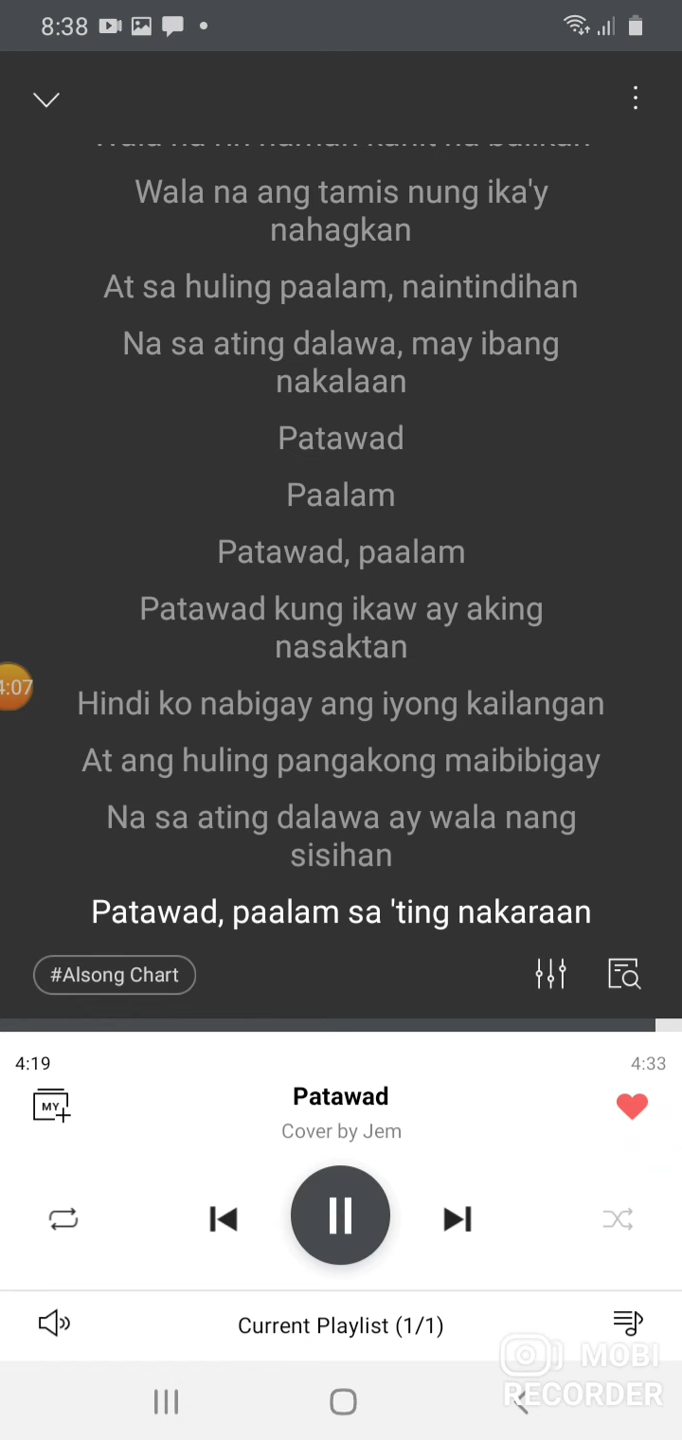 8:38
Wala na ang tamis nung ika'y
nahagkan
At sa huling paalam, naintindihan
Na sa ating dalawa, may ibang
nakalaan
Patawad
Paalam
Patawad, paalam
Patawad kung ikaw ay aking
nasaktan
4:07
Hindi ko nabigay ang iyong kailangan
At ang huling pangakong maibibigay
Na sa ating dalawa ay wala nang
sisihan
Patawad, paalam sa 'ting nakaraan
#Alsong Chart
4:19 4:33
MY
Patawad
Cover by Jem
Current Playlist (1/1)
MOBI
RECORDER